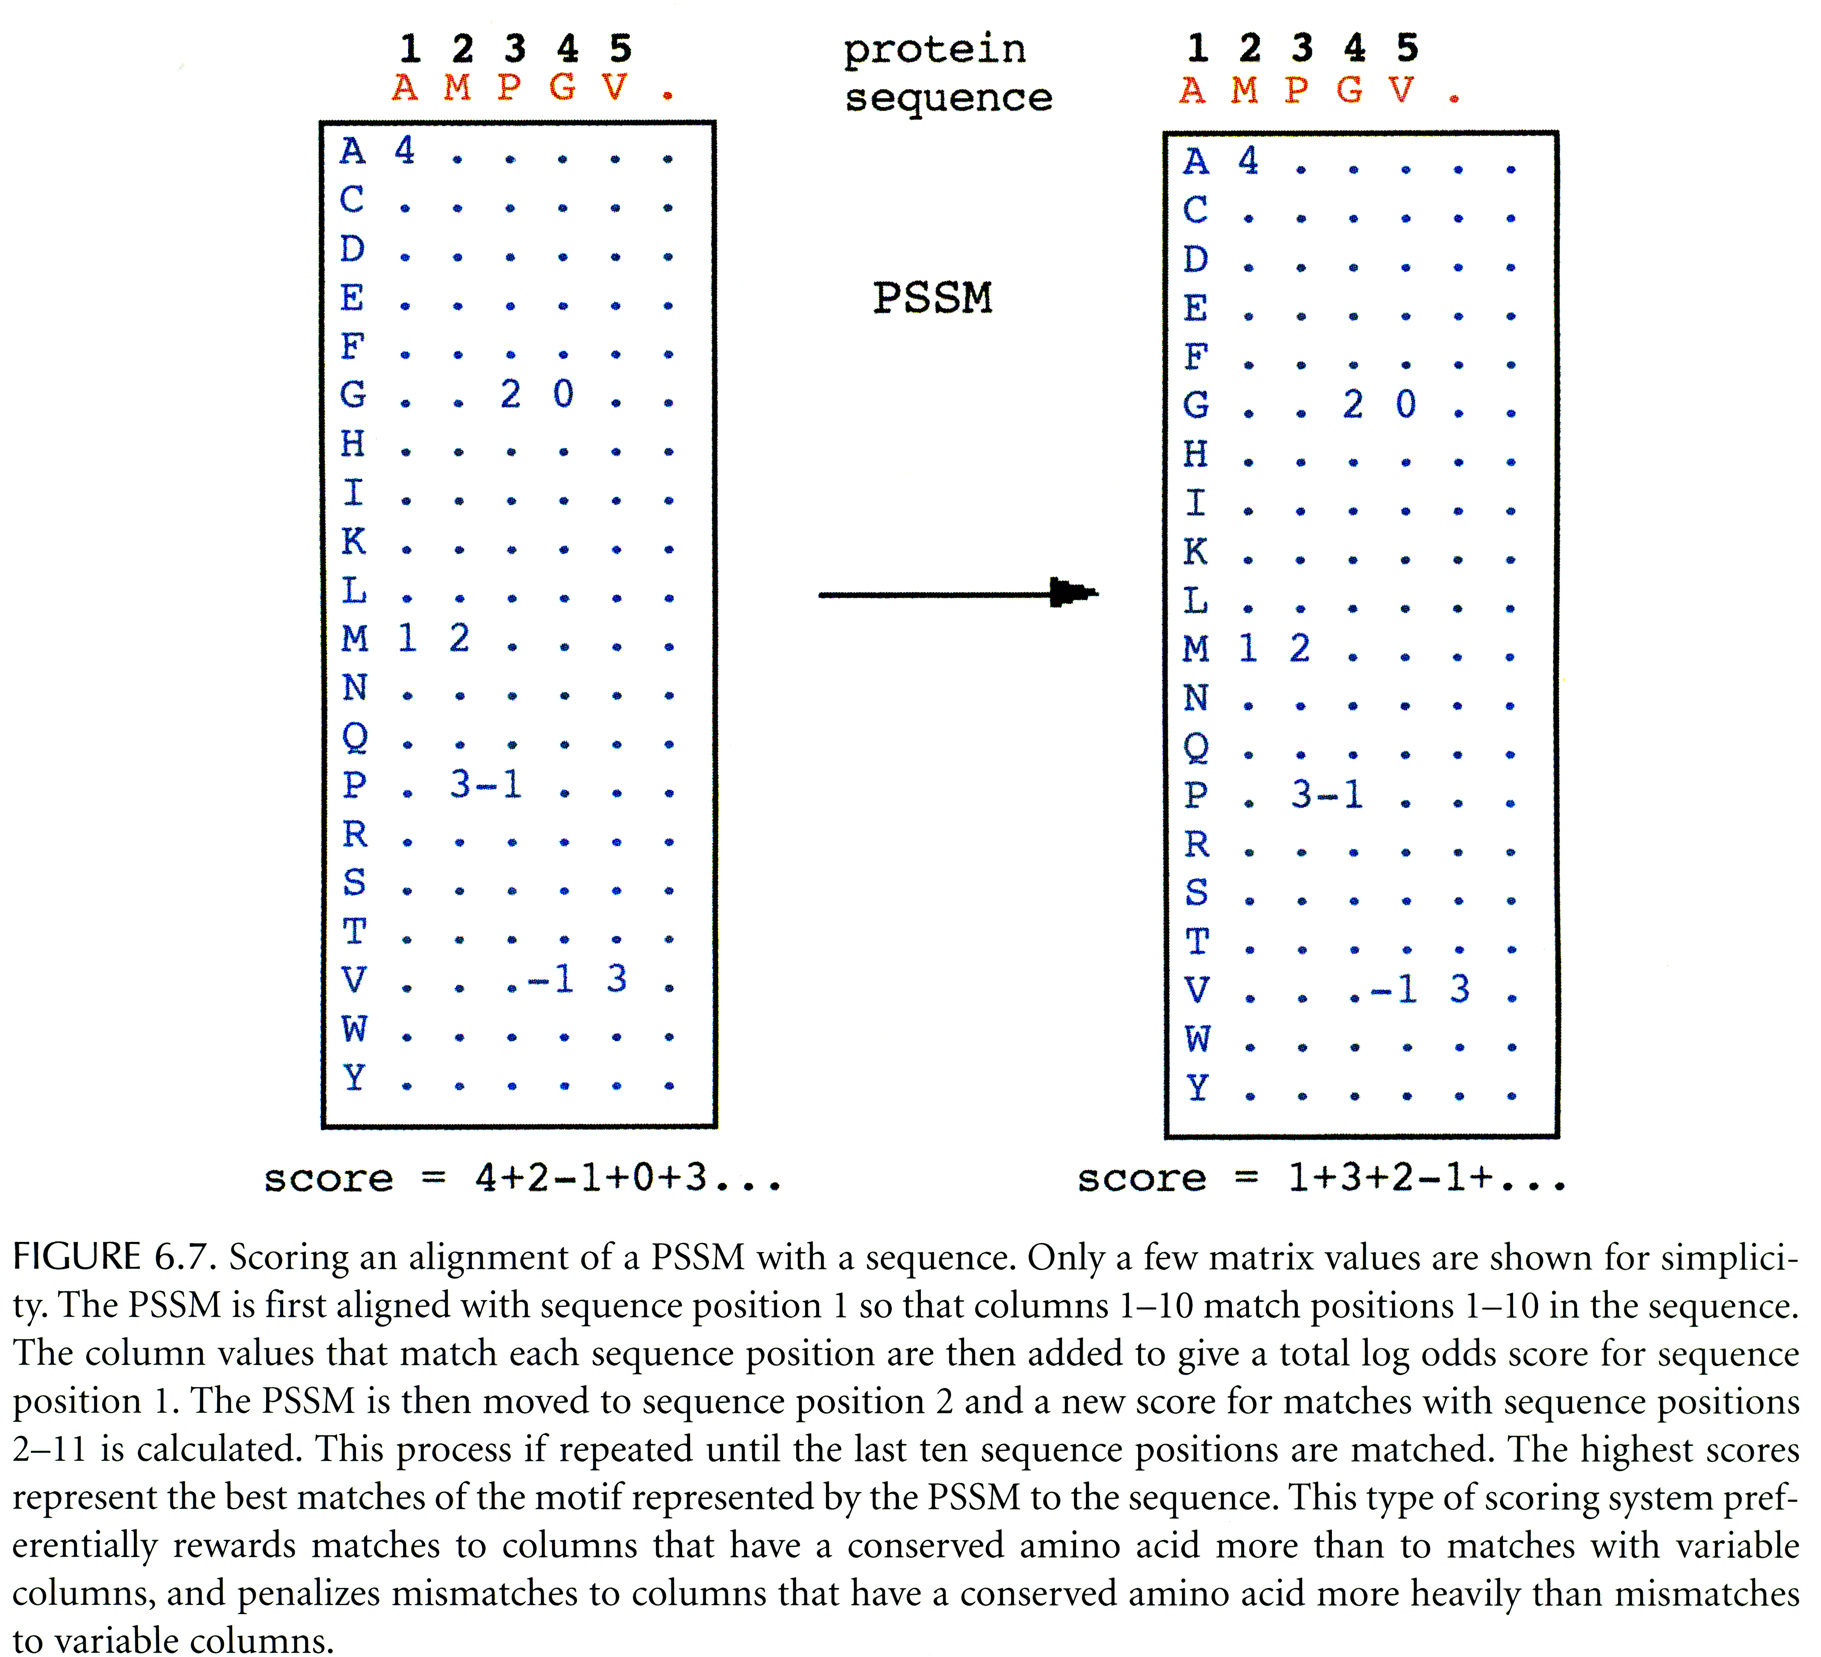 1 2 3 4 5 protein 1 2 3 4 5
A M P G V . sequence A M P G V .
A 4 . . . . . A 4 . . . . .
C . . . . . . C . . . . . .
D . . . . . . D . . . . . .
E . . . . . . PSSM E . . . . . .
F . . . . . . F . . . . . .
G . . 2 0 . . G . . 2 0 . .
H . . . . . . H . . . . . .
I . . . . . . I . . . . . .
K . . . . . . K . . . . . .
L . . . . . . L . . . . . .
M 1 2 . . . . M 1 2 . . . .
N . . . . . . N . . . . . .
Q . . . . . . Q . . . . . .
P . 3-1 . . . P . 3-1 . . .
R . . . . . . R . . . . . .
S . . . . . . S . . . . . .
T . . . . . . T . . . . . .
V . . .-1 3 . V . . .-1 3 .
W . . . . . . W . . . . . .
Y . . . . . . Y . . . . . .
score = 4+2-1+0+3... score = 1+3+2-1+...
FIGURE 6.7. Scoring an alignment of a PSSM with a sequence. Only a few matrix values are shown for simplici-
ty. The PSSM is first aligned with sequence position 1 so that columns 1–10 match positions 1–10 in the sequence.
The column values that match each sequence position are then added to give a total log odds score for sequence
position 1. The PSSM is then moved to sequence position 2 and a new score for matches with sequence positions
2–11 is calculated. This process if repeated until the last ten sequence positions are matched. The highest scores
represent the best matches of the motif represented by the PSSM to the sequence. This type of scoring system pref-
erentially rewards matches to columns that have a conserved amino acid more than to matches with variable
columns, and penalizes mismatches to columns that have a conserved amino acid more heavily than mismatches
to variable columns.